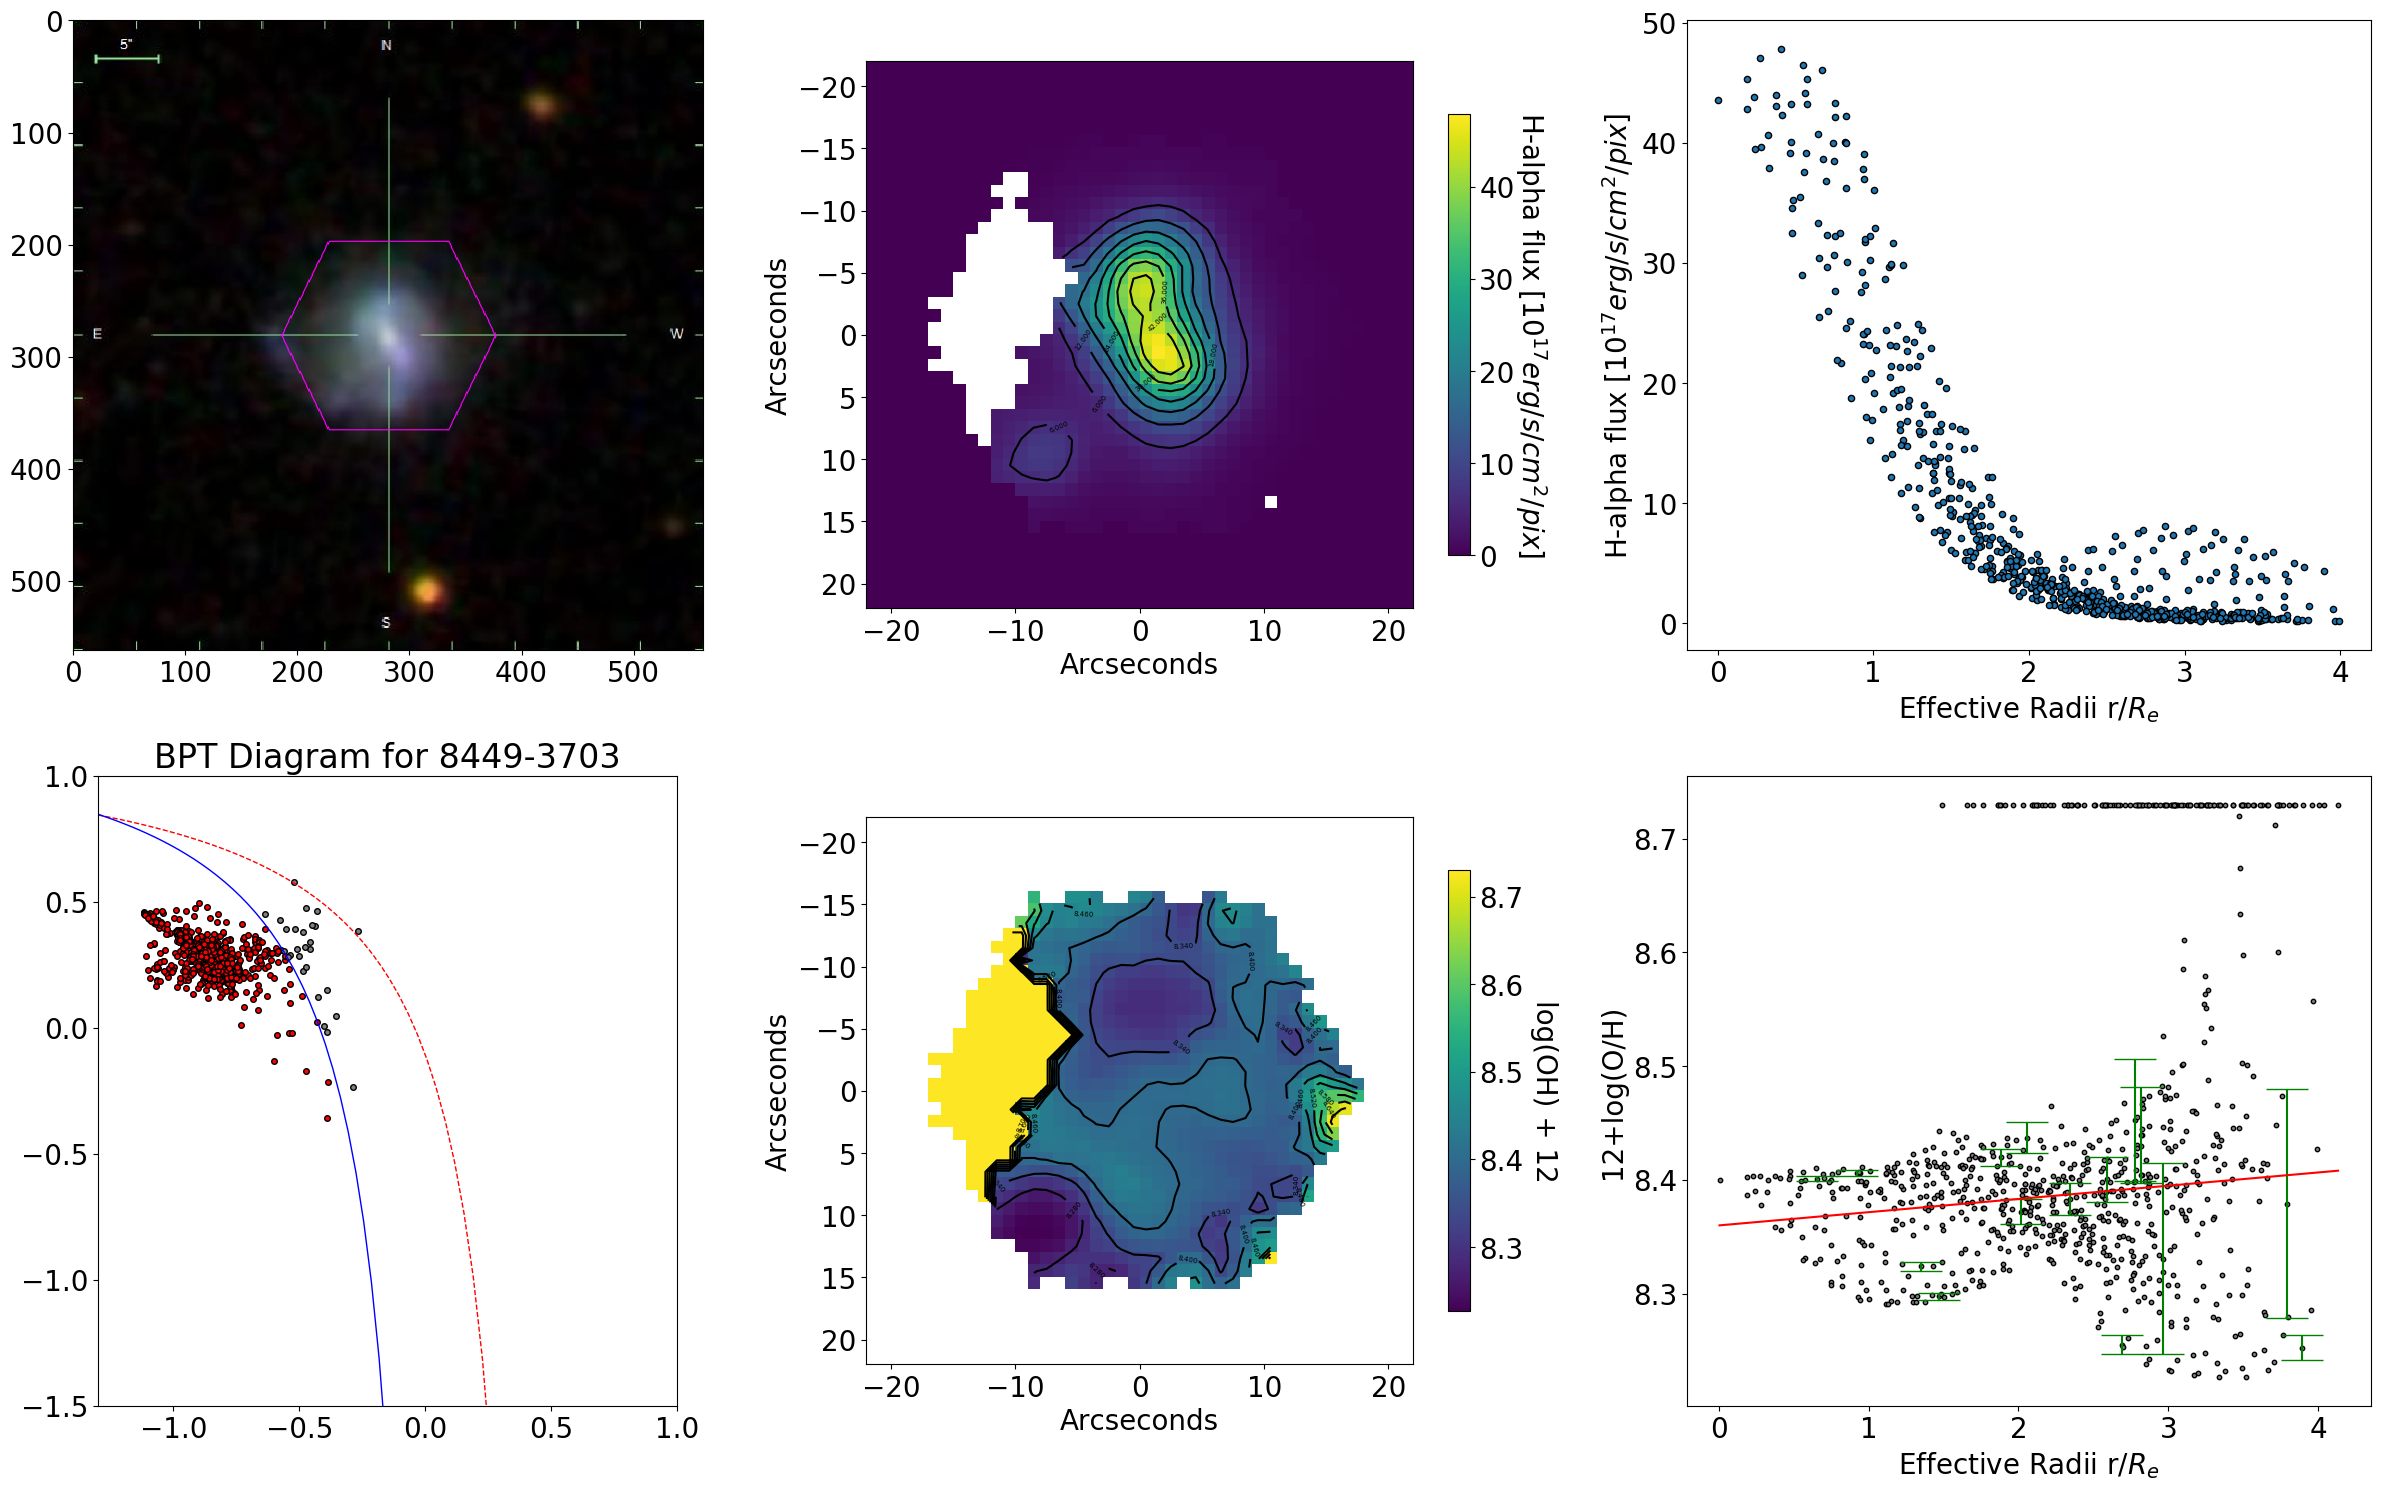 0
100
200
300
400
500
5"
N
E
W
S
0 100 200 300 400 500
−20
−15
−10
−5
0
5
10
15
20
Arcseconds
−20 −10 0 10 20
Arcseconds
40
30
20
10
0
H-alpha flux [10^17 erg/s/cm^2/pix]
50
40
30
20
10
0
H-alpha flux [10^17 erg/s/cm^2/pix]
0 1 2 3 4
Effective Radii r/R_e
BPT Diagram for 8449-3703
1.0
0.5
0.0
−0.5
−1.0
−1.5
−1.0 −0.5 0.0 0.5 1.0
−20
−15
−10
−5
0
5
10
15
20
Arcseconds
−20 −10 0 10 20
Arcseconds
8.7
8.6
8.5
8.4
8.3
log(OH) + 12
8.7
8.6
8.5
8.4
8.3
12+log(O/H)
0 1 2 3 4
Effective Radii r/R_e